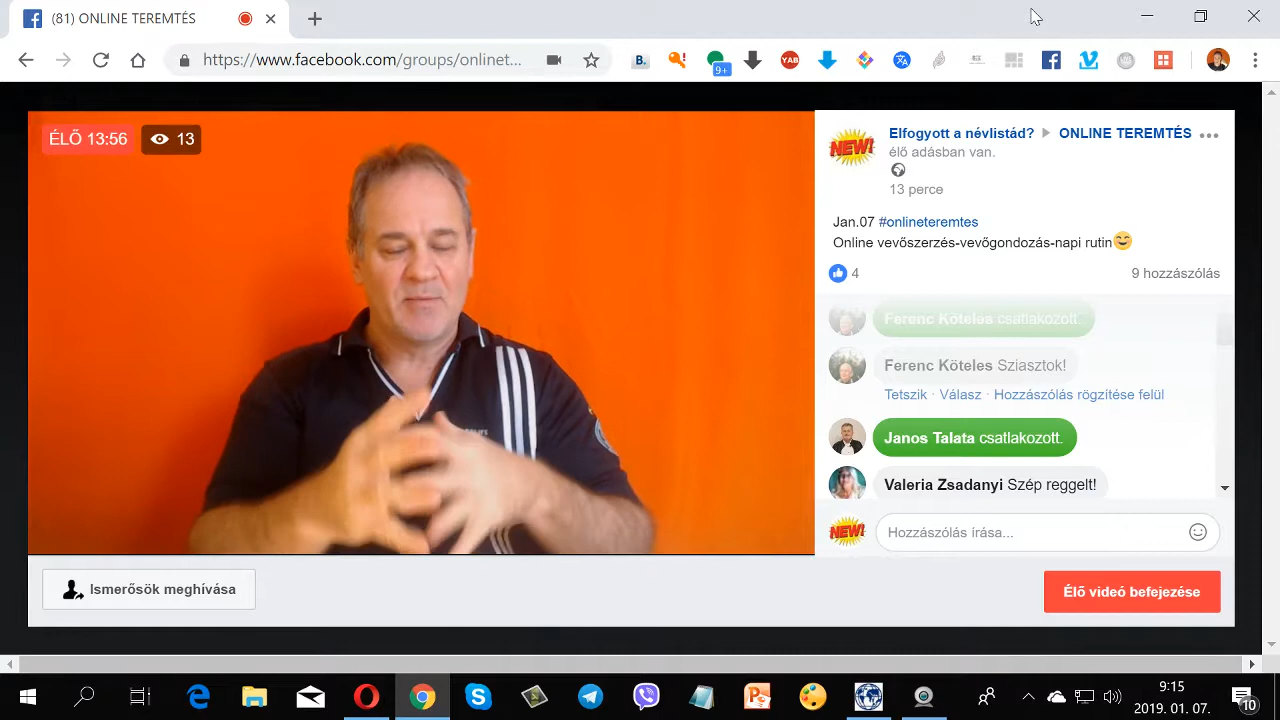 (81) ONLINE TEREMTÉS
https://www.facebook.com/groups/onlinet...
B.
9+
YAB
ÉLŐ 13:56
13
NEW!
Elfogyott a névlistád? ONLINE TEREMTÉS
élő adásban van.
13 perce
Jan.07 #onlineteremtes
Online vevőszerzés-vevőgondozás-napi rutin
4
9 hozzászólás
Ferenc Köteles csatlakozott.
Ferenc Köteles Sziasztok!
Tetszik · Válasz · Hozzászólás rögzítése felül
Janos Talata csatlakozott.
Valeria Zsadanyi Szép reggelt!
NEW!
Hozzászólás írása...
Ismerősök meghívása
Élő videó befejezése
9:15
2019. 01. 07.
10